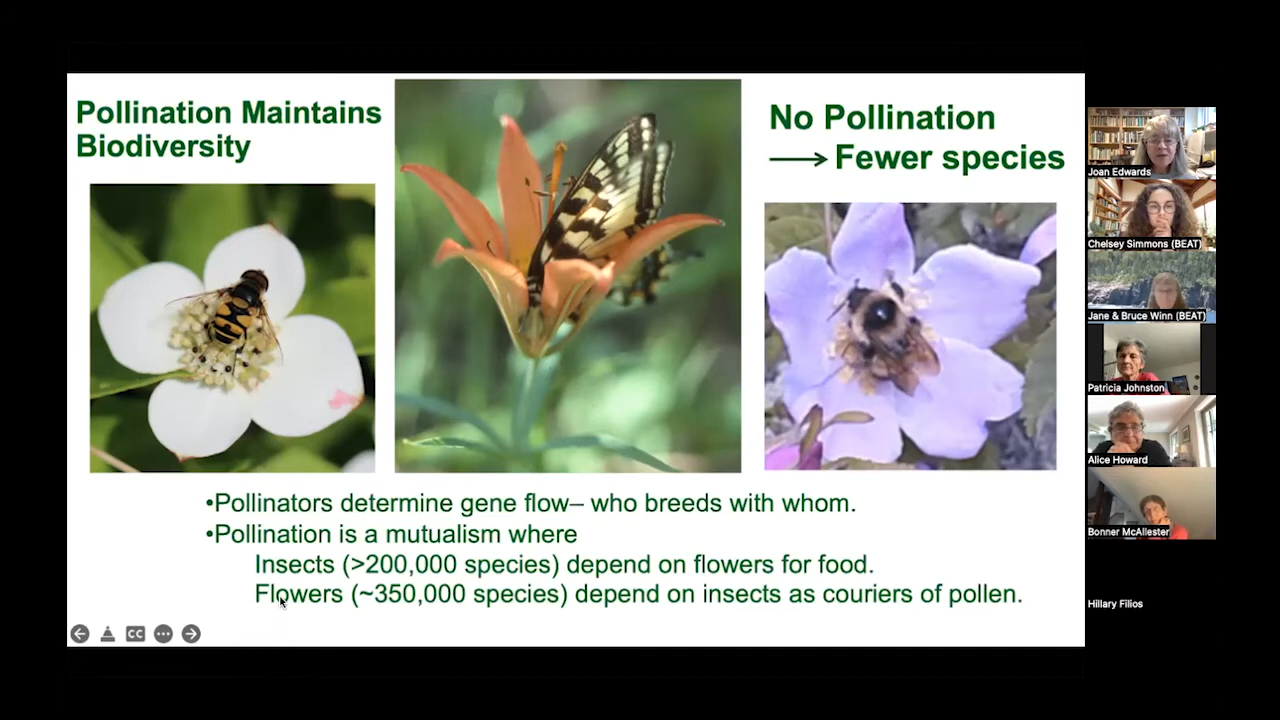 Pollination Maintains
Biodiversity
No Pollination
→ Fewer species
•Pollinators determine gene flow– who breeds with whom.
•Pollination is a mutualism where
Insects (>200,000 species) depend on flowers for food.
Flowers (~350,000 species) depend on insects as couriers of pollen.
CC
Joan Edwards
Chelsey Simmons (BEAT)
Jane & Bruce Winn (BEAT)
Patricia Johnston
Alice Howard
Bonner McAllester
Hillary Filios